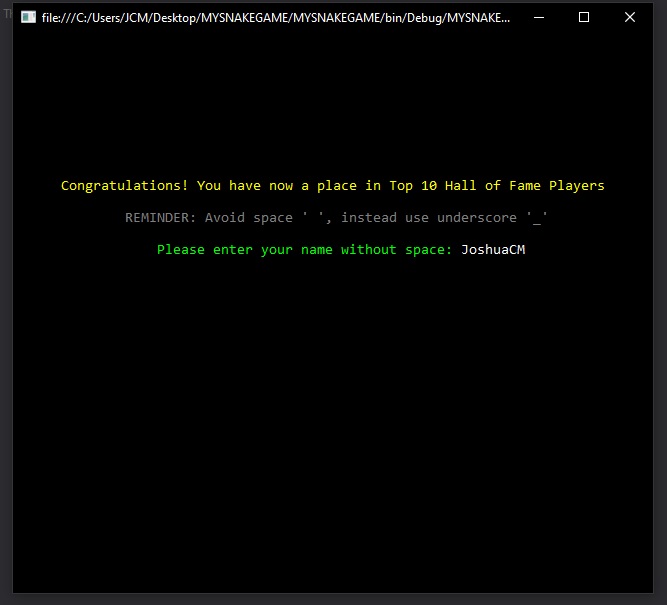 file:///C:/Users/JCM/Desktop/MYSNAKEGAME/MYSNAKEGAME/bin/Debug/MYSNAKE...
Congratulations! You have now a place in Top 10 Hall of Fame Players
REMINDER: Avoid space ' ', instead use underscore '_'
Please enter your name without space: JoshuaCM